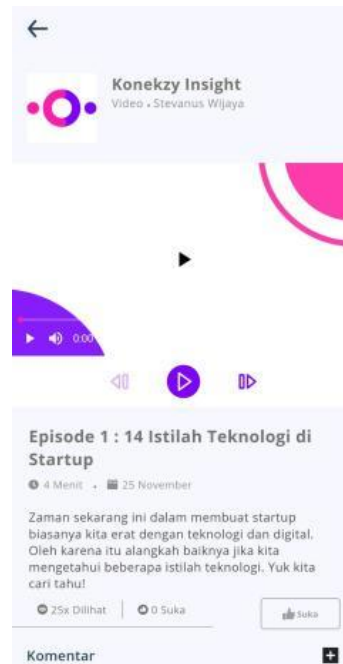 Konekzy Insight
Video • Stevanus Wijaya
0:00
Episode 1 : 14 Istilah Teknologi di
Startup
4 Menit • 25 November
Zaman sekarang ini dalam membuat startup
biasanya kita erat dengan teknologi dan digital.
Oleh karena itu alangkah baiknya jika kita
mengetahui beberapa istilah teknologi. Yuk kita
cari tahu!
25x Dilihat
0 Suka
Suka
Komentar